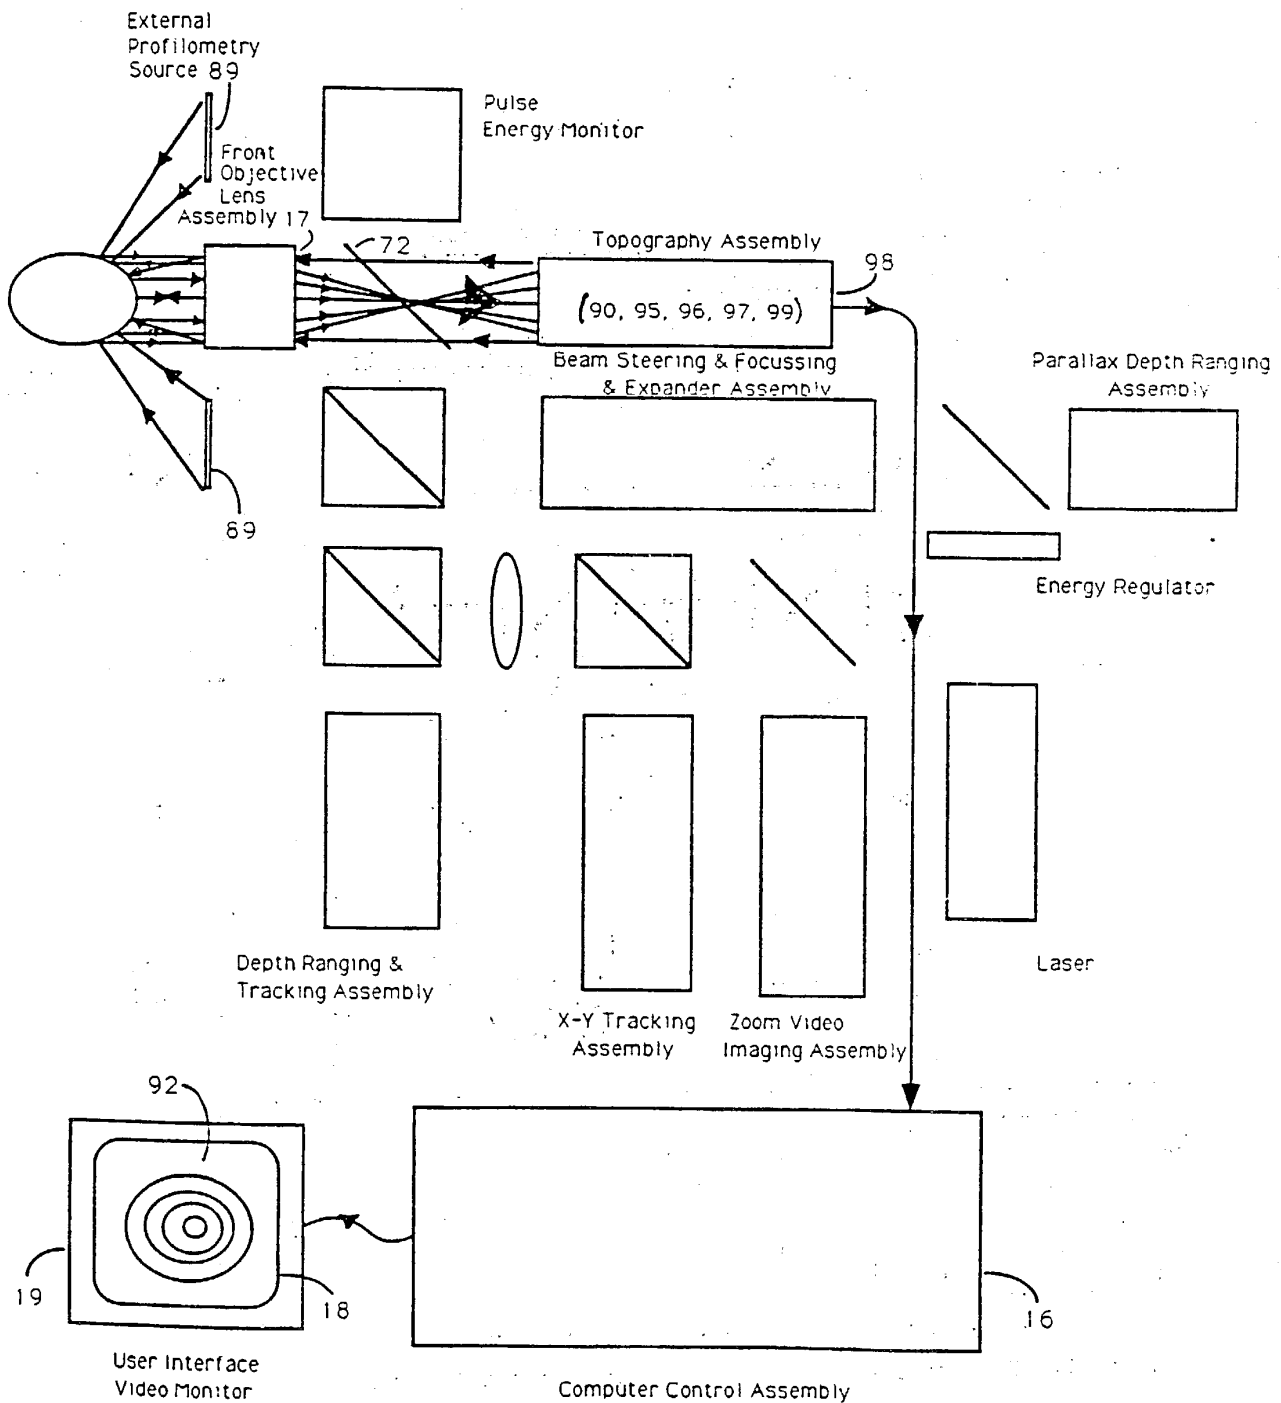 External
Profilometry
Source 89
Pulse
Energy Monitor
Front
Objective
Lens
Assembly 17
72
Topography Assembly
98
(90, 95, 96, 97, 99)
Beam Steering & Focussing
& Expander Assembly
Parallax Depth Ranging
Assembly
89
Energy Regulator
Depth Ranging &
Tracking Assembly
Laser
X-Y Tracking
Assembly
Zoom Video
Imaging Assembly
92
19
18
16
User Interface
Video Monitor
Computer Control Assembly